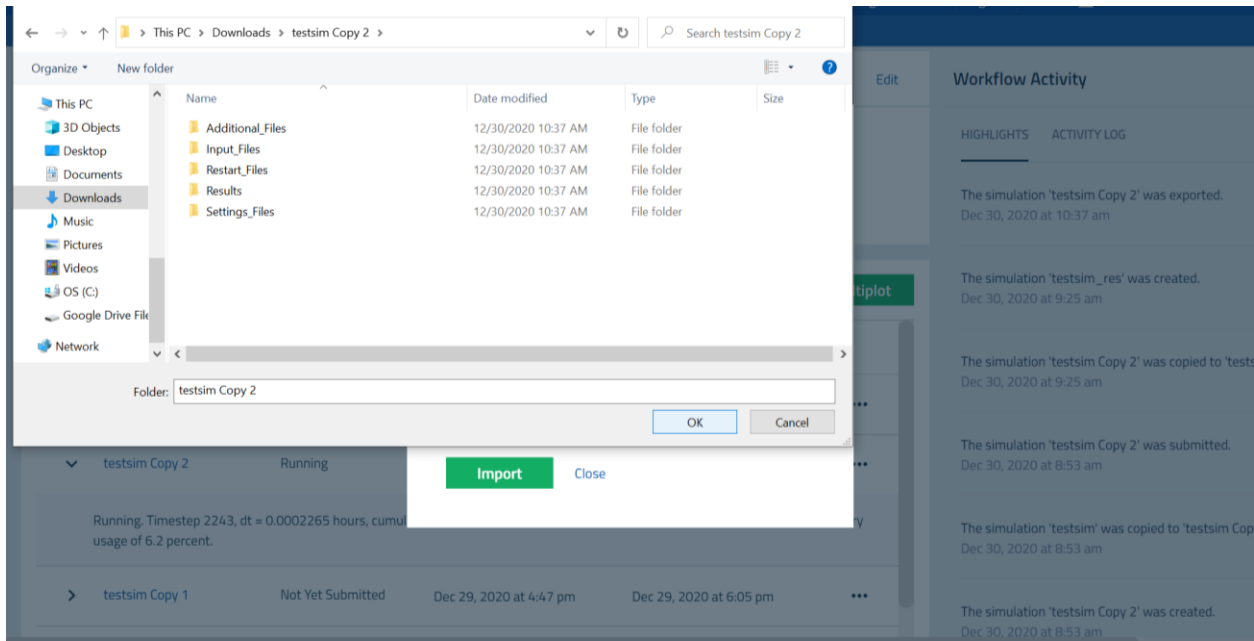 This PC > Downloads > testsim Copy 2 >
Search testsim Copy 2
Organize
New folder
This PC
3D Objects
Desktop
Documents
Downloads
Music
Pictures
Videos
OS (C:)
Google Drive File
Network
Name Date modified Type Size
Additional_Files 12/30/2020 10:37 AM File folder
Input_Files 12/30/2020 10:37 AM File folder
Restart_Files 12/30/2020 10:37 AM File folder
Results 12/30/2020 10:37 AM File folder
Settings_Files 12/30/2020 10:37 AM File folder
Folder: testsim Copy 2
OK Cancel
Edit
tiplot
Import Close
testsim Copy 2 Running
Running. Timestep 2243, dt = 0.0002265 hours, cumul
usage of 6.2 percent.
testsim Copy 1 Not Yet Submitted Dec 29, 2020 at 4:47 pm Dec 29, 2020 at 6:05 pm
Workflow Activity
HIGHLIGHTS ACTIVITY LOG
The simulation 'testsim Copy 2' was exported.
Dec 30, 2020 at 10:37 am
The simulation 'testsim_res' was created.
Dec 30, 2020 at 9:25 am
The simulation 'testsim Copy 2' was copied to 'tests
Dec 30, 2020 at 9:25 am
The simulation 'testsim Copy 2' was submitted.
Dec 30, 2020 at 8:53 am
The simulation 'testsim' was copied to 'testsim Cop
Dec 30, 2020 at 8:53 am
The simulation 'testsim Copy 2' was created.
Dec 30, 2020 at 8:53 am